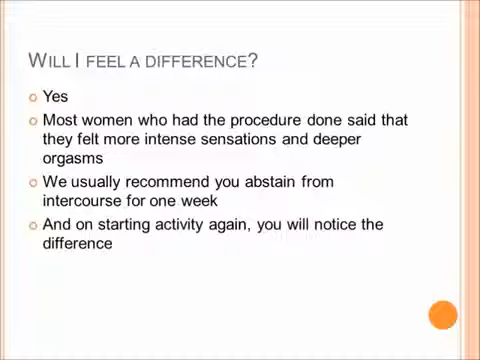 WILL I FEEL A DIFFERENCE?
Yes
Most women who had the procedure done said that
they felt more intense sensations and deeper
orgasms
We usually recommend you abstain from
intercourse for one week
And on starting activity again, you will notice the
difference